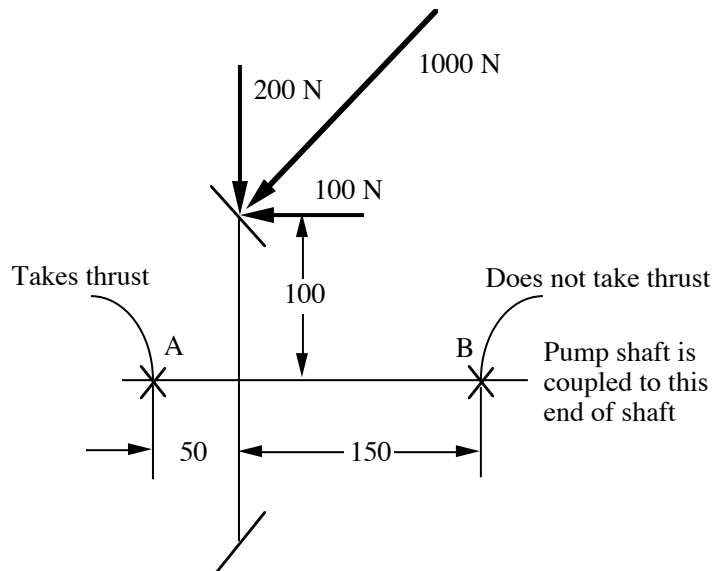 1000 N
200 N
100 N
Takes thrust
100
Does not take thrust
A
B
Pump shaft is
coupled to this
end of shaft
50
150